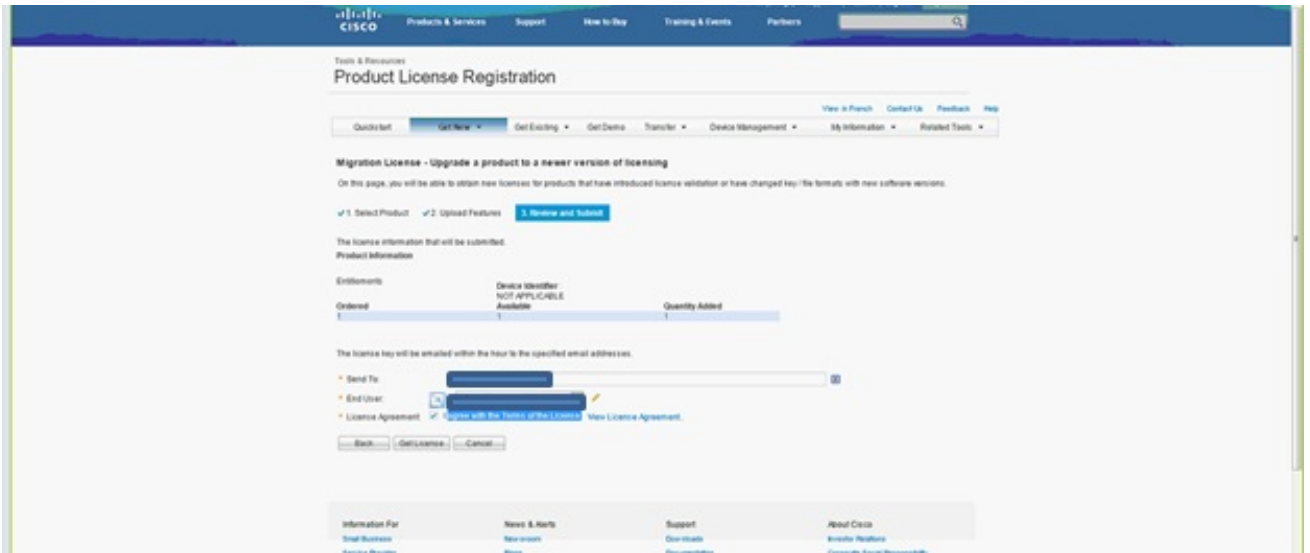 CISCO
Products & Services Support How to Buy Training & Events Partners
Tools & Resources
Product License Registration
View in French Contact Us Feedback Help
Quickstart Get New Get Existing Get Demo Transfer Device Management My Information Related Tools
Migration License - Upgrade a product to a newer version of licensing
On this page, you will be able to obtain new licenses for products that have introduced license validation or have changed key / file formats with new software versions.
1. Select Product 2. Upload Features 3. Review and Submit
The license information that will be submitted.
Product Information
Entitlements Device Identifier
NOT APPLICABLE
Ordered Available Quantity Added
1 1 1
The license key will be emailed within the hour to the specified email addresses.
* Send To:
* End User:
* License Agreement: I agree with the Terms of the License View License Agreement.
Back Get License Cancel
Information For News & Alerts Support About Cisco
Small Business Newsroom Downloads Investor Relations
Service Provider Blogs Documentation Corporate Social Responsibility